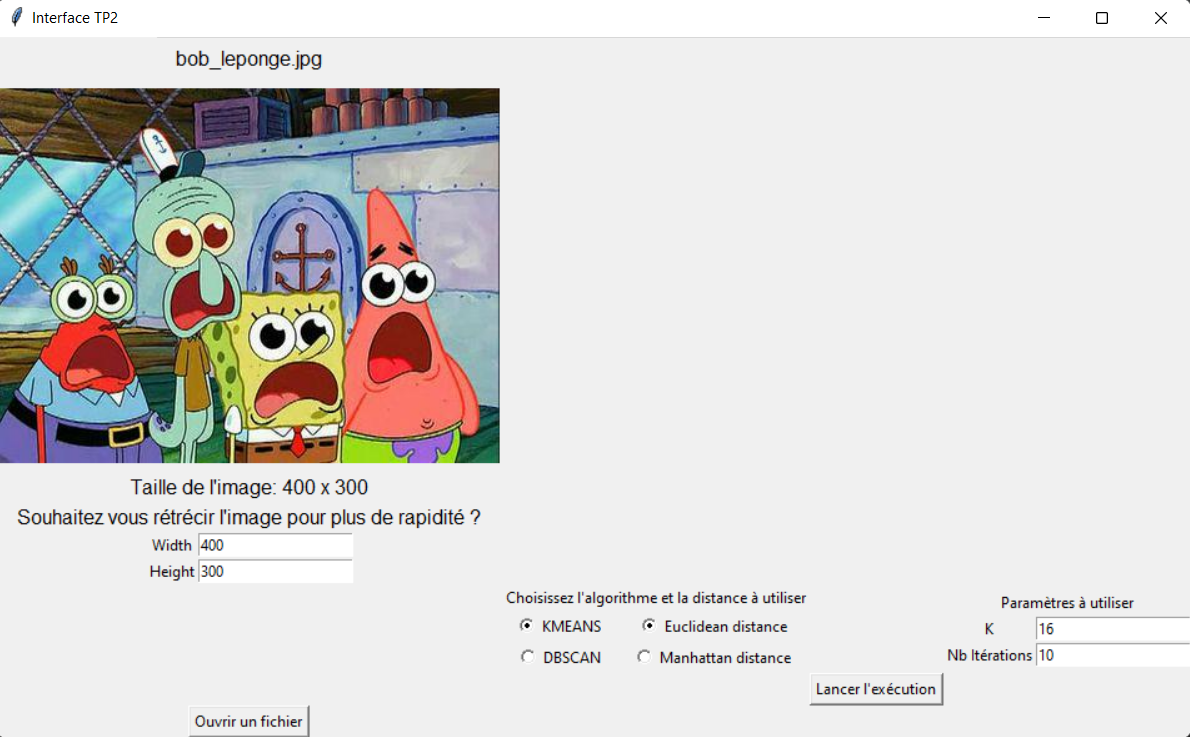 Interface TP2
bob_leponge.jpg
Taille de l'image: 400 x 300
Souhaitez vous rétrécir l'image pour plus de rapidité ?
Width 400
Height 300
Choisissez l'algorithme et la distance à utiliser
KMEANS Euclidean distance
DBSCAN Manhattan distance
Paramètres à utiliser
K 16
Nb Itérations 10
Lancer l'exécution
Ouvrir un fichier